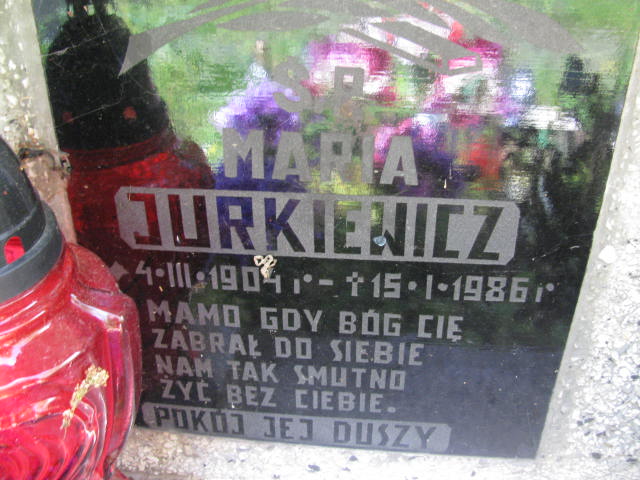 Ś.P.
MARIA
JURKIEWICZ
4·III·1904 r - †15·I·1986 r
MAMO GDY BÓG CIĘ
ZABRAŁ DO SIEBIE
NAM TAK SMUTNO
ŻYĆ BEZ CIEBIE.
POKÓJ JEJ DUSZY